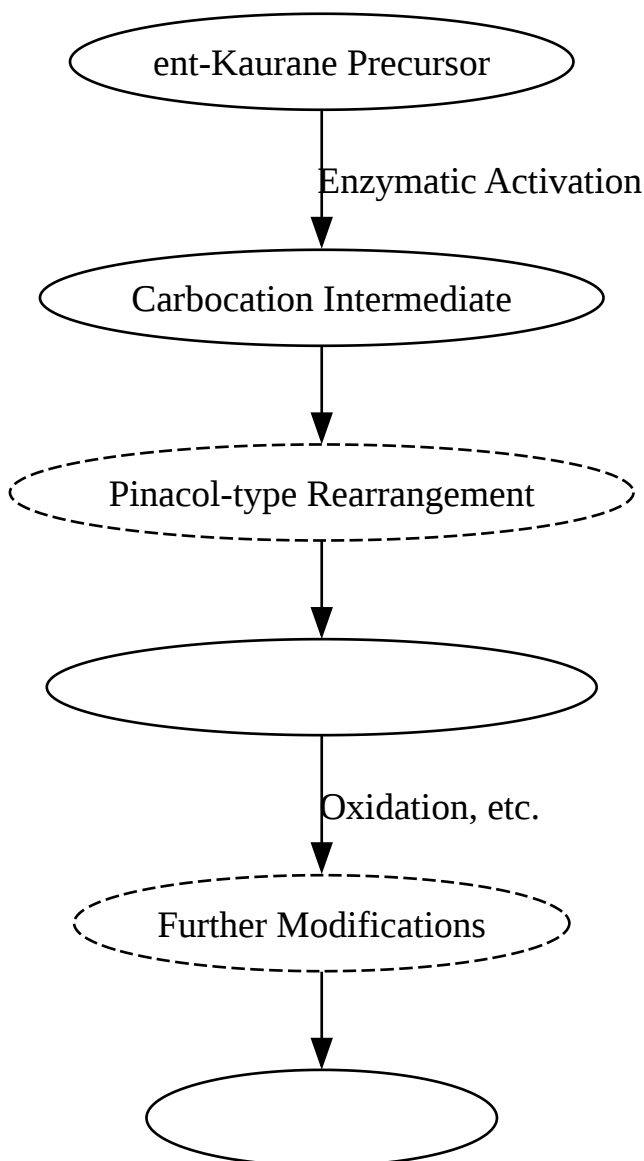 ent-Kaurane Precursor
Enzymatic Activation
Carbocation Intermediate
Pinacol-type Rearrangement
Oxidation, etc.
Further Modifications